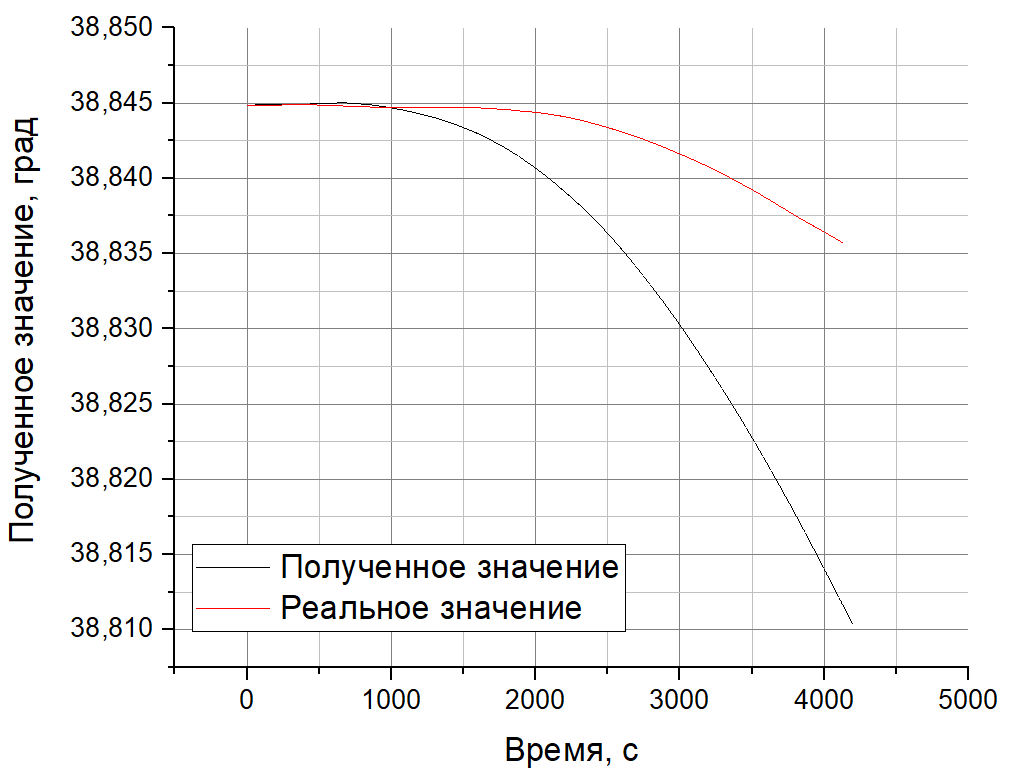 38,850
38,845
38,840
38,835
38,830
38,825
38,820
38,815
38,810
Полученное значение, град
Полученное значение
Реальное значение
0 1000 2000 3000 4000 5000
Время, с